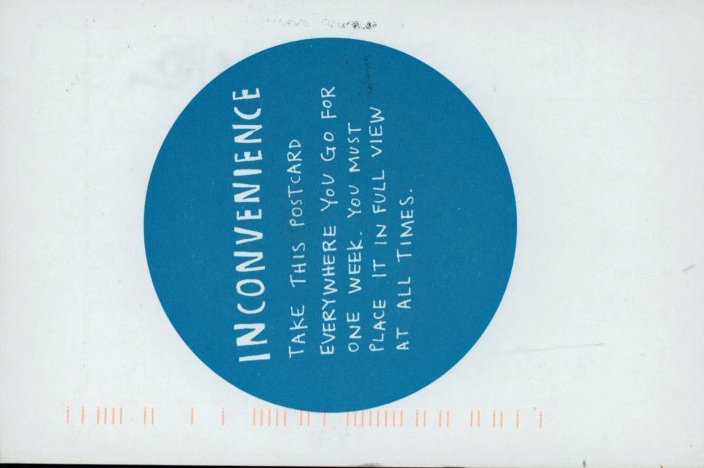 INCONVENIENCE
TAKE THIS POSTCARD
EVERYWHERE YOU GO FOR
ONE WEEK. YOU MUST
PLACE IT IN FULL VIEW
AT ALL TIMES.